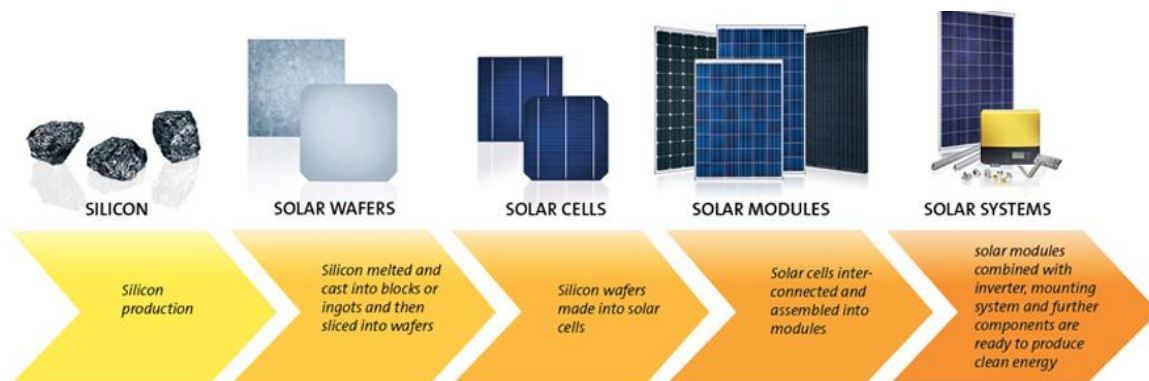 SILICON
SOLAR WAFERS
SOLAR CELLS
SOLAR MODULES
SOLAR SYSTEMS
Silicon
production
Silicon melted and
cast into blocks or
ingots and then
sliced into wafers
Silicon wafers
made into solar
cells
Solar cells inter-
connected and
assembled into
modules
solar modules
combined with
inverter, mounting
system and further
components are
ready to produce
clean energy